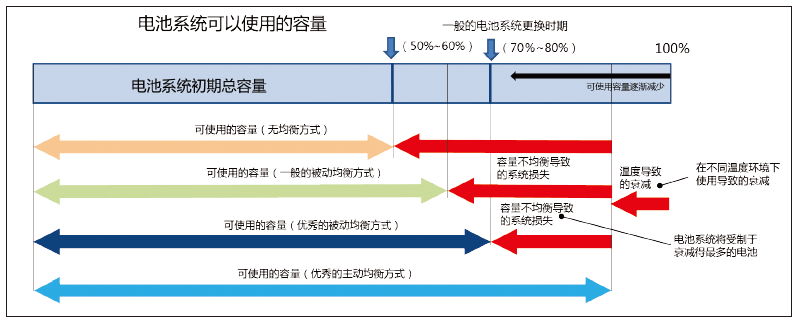 电池系统可以使用的容量
一般的电池系统更换时期
（50%~60%）
（70%~80%）
100%
电池系统初期总容量
可使用容量逐渐减少
可使用的容量（无均衡方式）
容量不均衡导致
的系统损失
温度导致
的衰减
在不同温度环境下
使用导致的衰减
可使用的容量（一般的被动均衡方式）
容量不均衡导致
的系统损失
可使用的容量（优秀的被动均衡方式）
电池系统将受制于
衰减得最多的电池
可使用的容量（优秀的主动均衡方式）